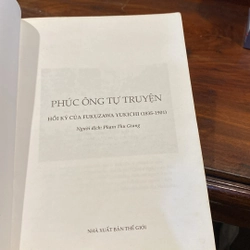 PHÚC ÔNG TỰ TRUYỆN
HỒI KÝ CỦA FUKUZAWA YUKICHI (1835-1901)
Người dịch: Phạm Thu Giang
NHÀ XUẤT BẢN THẾ GIỚI